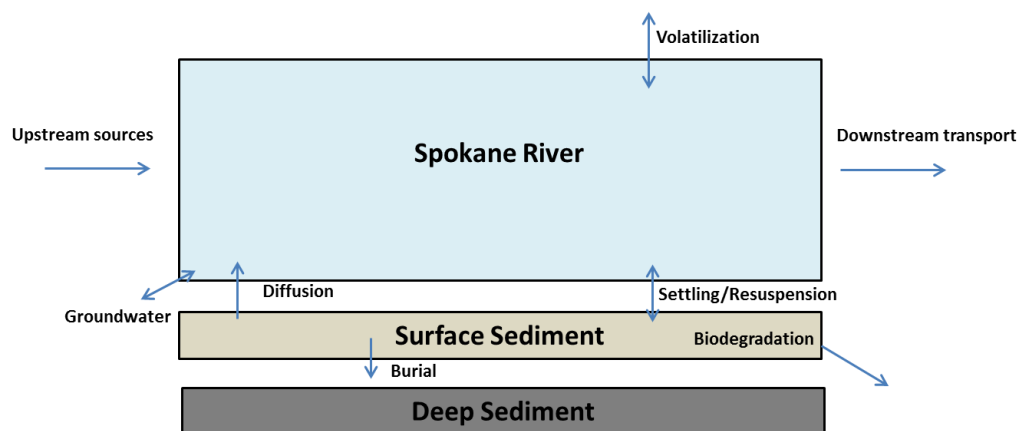 Volatilization
Upstream sources
Spokane River
Downstream transport
Diffusion
Settling/Resuspension
Groundwater
Surface Sediment
Biodegradation
Burial
Deep Sediment